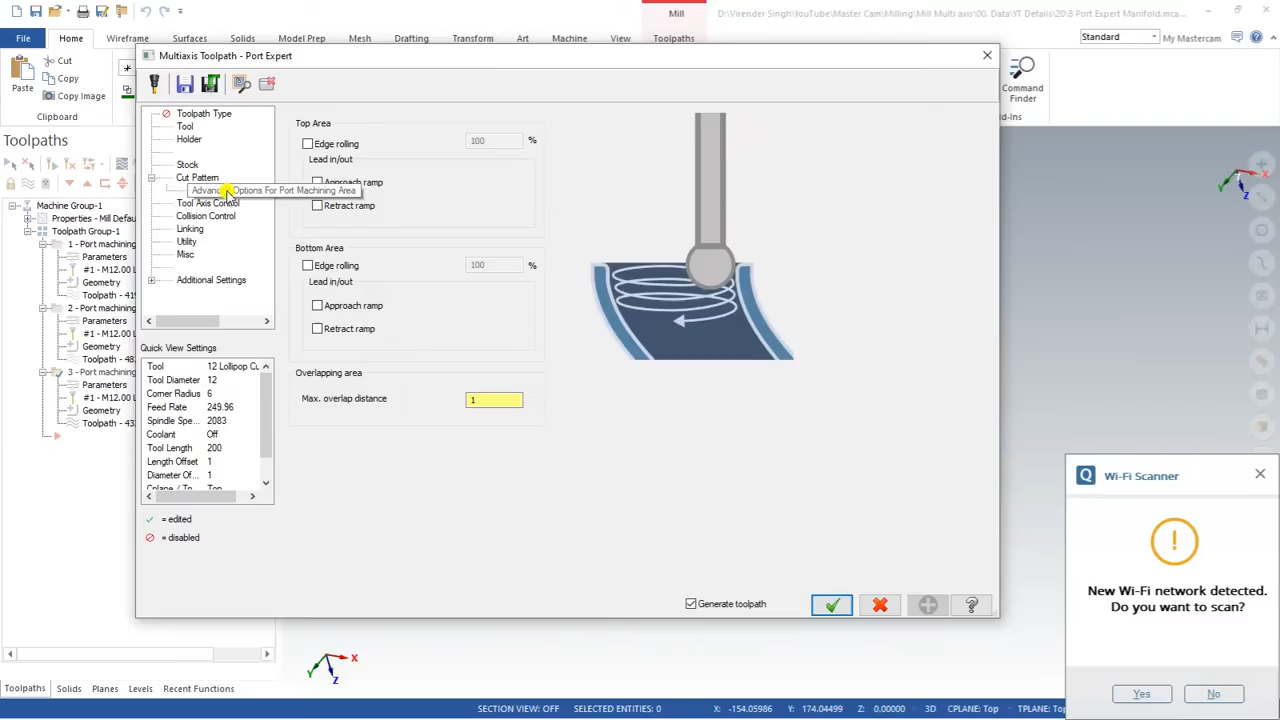 Mill
D:\Virender Singh\YouTube\Master Cam\Milling\Mill Multi axis\00. Data\YT Details\20\8 Port Expert Manifold.mca...
File
Home
Wireframe
Curves
Surfaces
Solids
Model Prep
Mesh
Drafting
Transform
Art
Machine
View
Toolpaths
Standard
My Mastercam
Paste
Cut
Copy
Copy Image
Clipboard
Command
Finder
dd-Ins
Multiaxis Toolpath - Port Expert
Toolpaths
Machine Group-1
Properties - Mill Defau
Toolpath Group-1
1 - Port machining
Parameters
#1 - M12.00 L
Geometry
Toolpath - 419
2 - Port machining
Parameters
#1 - M12.00 L
Geometry
Toolpath - 482
3 - Port machining
Parameters
#1 - M12.00 L
Geometry
Toolpath - 43
Toolpath Type
Tool
Holder
Stock
Cut Pattern
Advanc Options For Port Machining Area
Tool Axis Control
Collision Control
Linking
Utility
Misc
Additional Settings
Quick View Settings
Tool 12 Lollipop Cu
Tool Diameter 12
Corner Radius 6
Feed Rate 249.96
Spindle Spe... 2083
Coolant Off
Tool Length 200
Length Offset 1
Diameter Of... 1
Cplane / Tp... Top
= edited
= disabled
Top Area
Edge rolling 100 %
Lead in/out
Approach ramp
Retract ramp
Bottom Area
Edge rolling 100 %
Lead in/out
Approach ramp
Retract ramp
Overlapping area
Max. overlap distance 1
Generate toolpath
X
Y
Z
X
Y
Z
Wi-Fi Scanner
New Wi-Fi network detected.
Do you want to scan?
Yes
No
Toolpaths
Solids
Planes
Levels
Recent Functions
SECTION VIEW: OFF
SELECTED ENTITIES: 0
X: -154.05986
Y: 174.04499
Z: 0.00000
3D
CPLANE: Top
TPLANE: Top